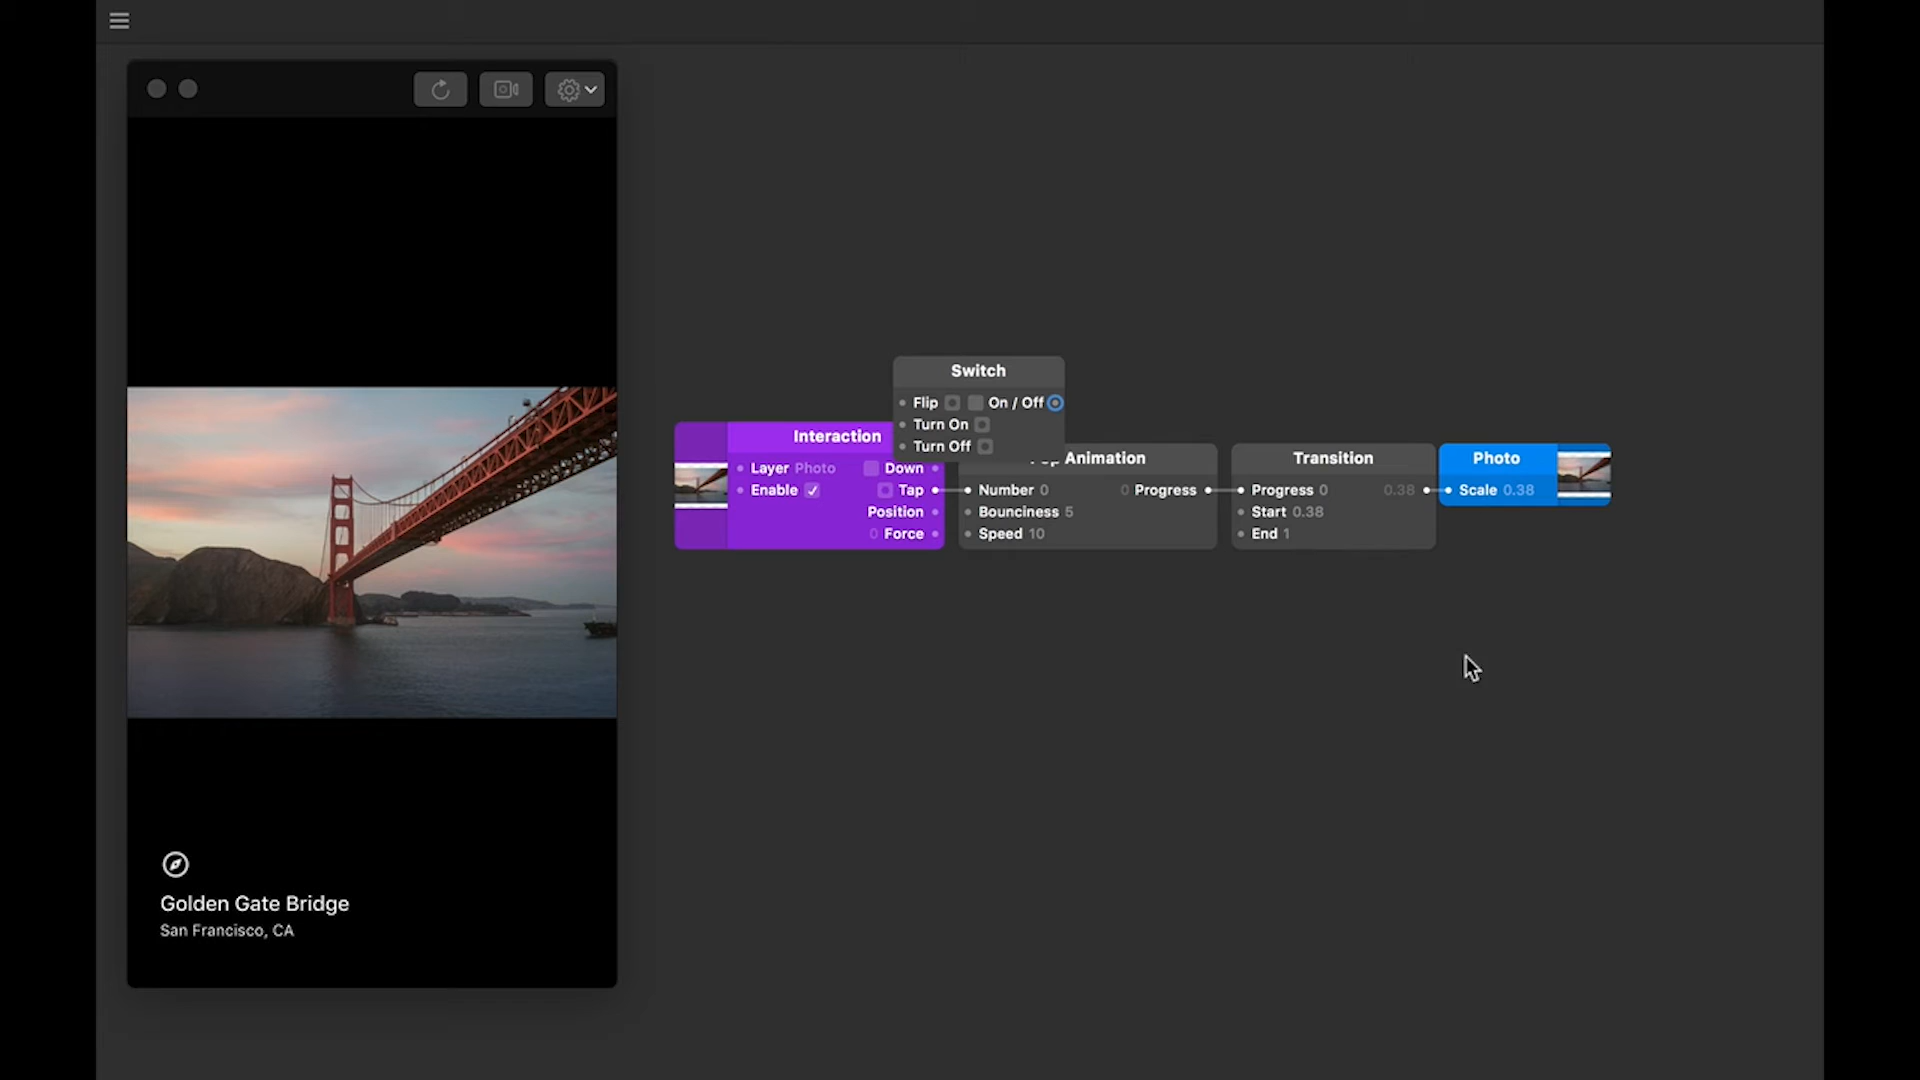 Switch
Flip On / Off
Turn On
Turn Off
Interaction
Layer Photo Down
Enable Tap
Position
0 Force
Animation
Number 0 0 Progress
Bounciness 5
Speed 10
Transition
Progress 0 0.38
Start 0.38
End 1
Photo
Scale 0.38
Golden Gate Bridge
San Francisco, CA